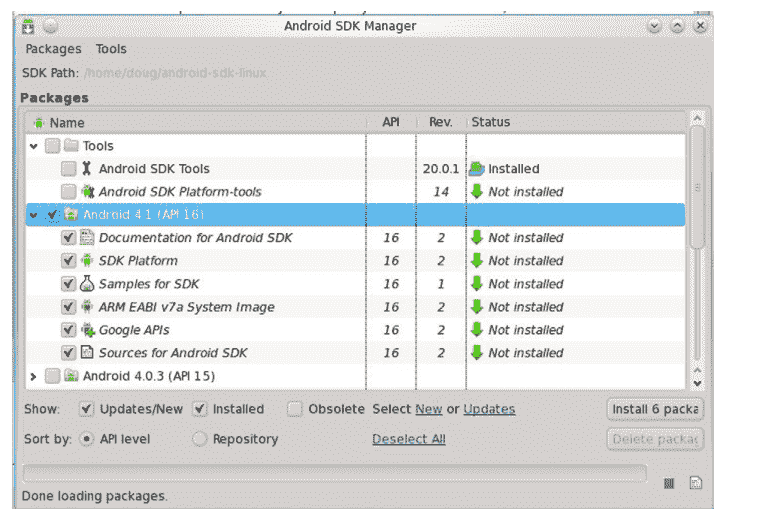 Android SDK Manager
Packages Tools
SDK Path: /home/doug/android-sdk-linux
Packages
Name API Rev. Status
Tools
Android SDK Tools 20.0.1 Installed
Android SDK Platform-tools 14 Not installed
Android 4.1 (API 16)
Documentation for Android SDK 16 2 Not installed
SDK Platform 16 2 Not installed
Samples for SDK 16 1 Not installed
ARM EABI v7a System Image 16 2 Not installed
Google APIs 16 2 Not installed
Sources for Android SDK 16 2 Not installed
Android 4.0.3 (API 15)
Show: Updates/New Installed Obsolete Select New or Updates Install 6 packa
Sort by: API level Repository Deselect All Delete packac
Done loading packages.